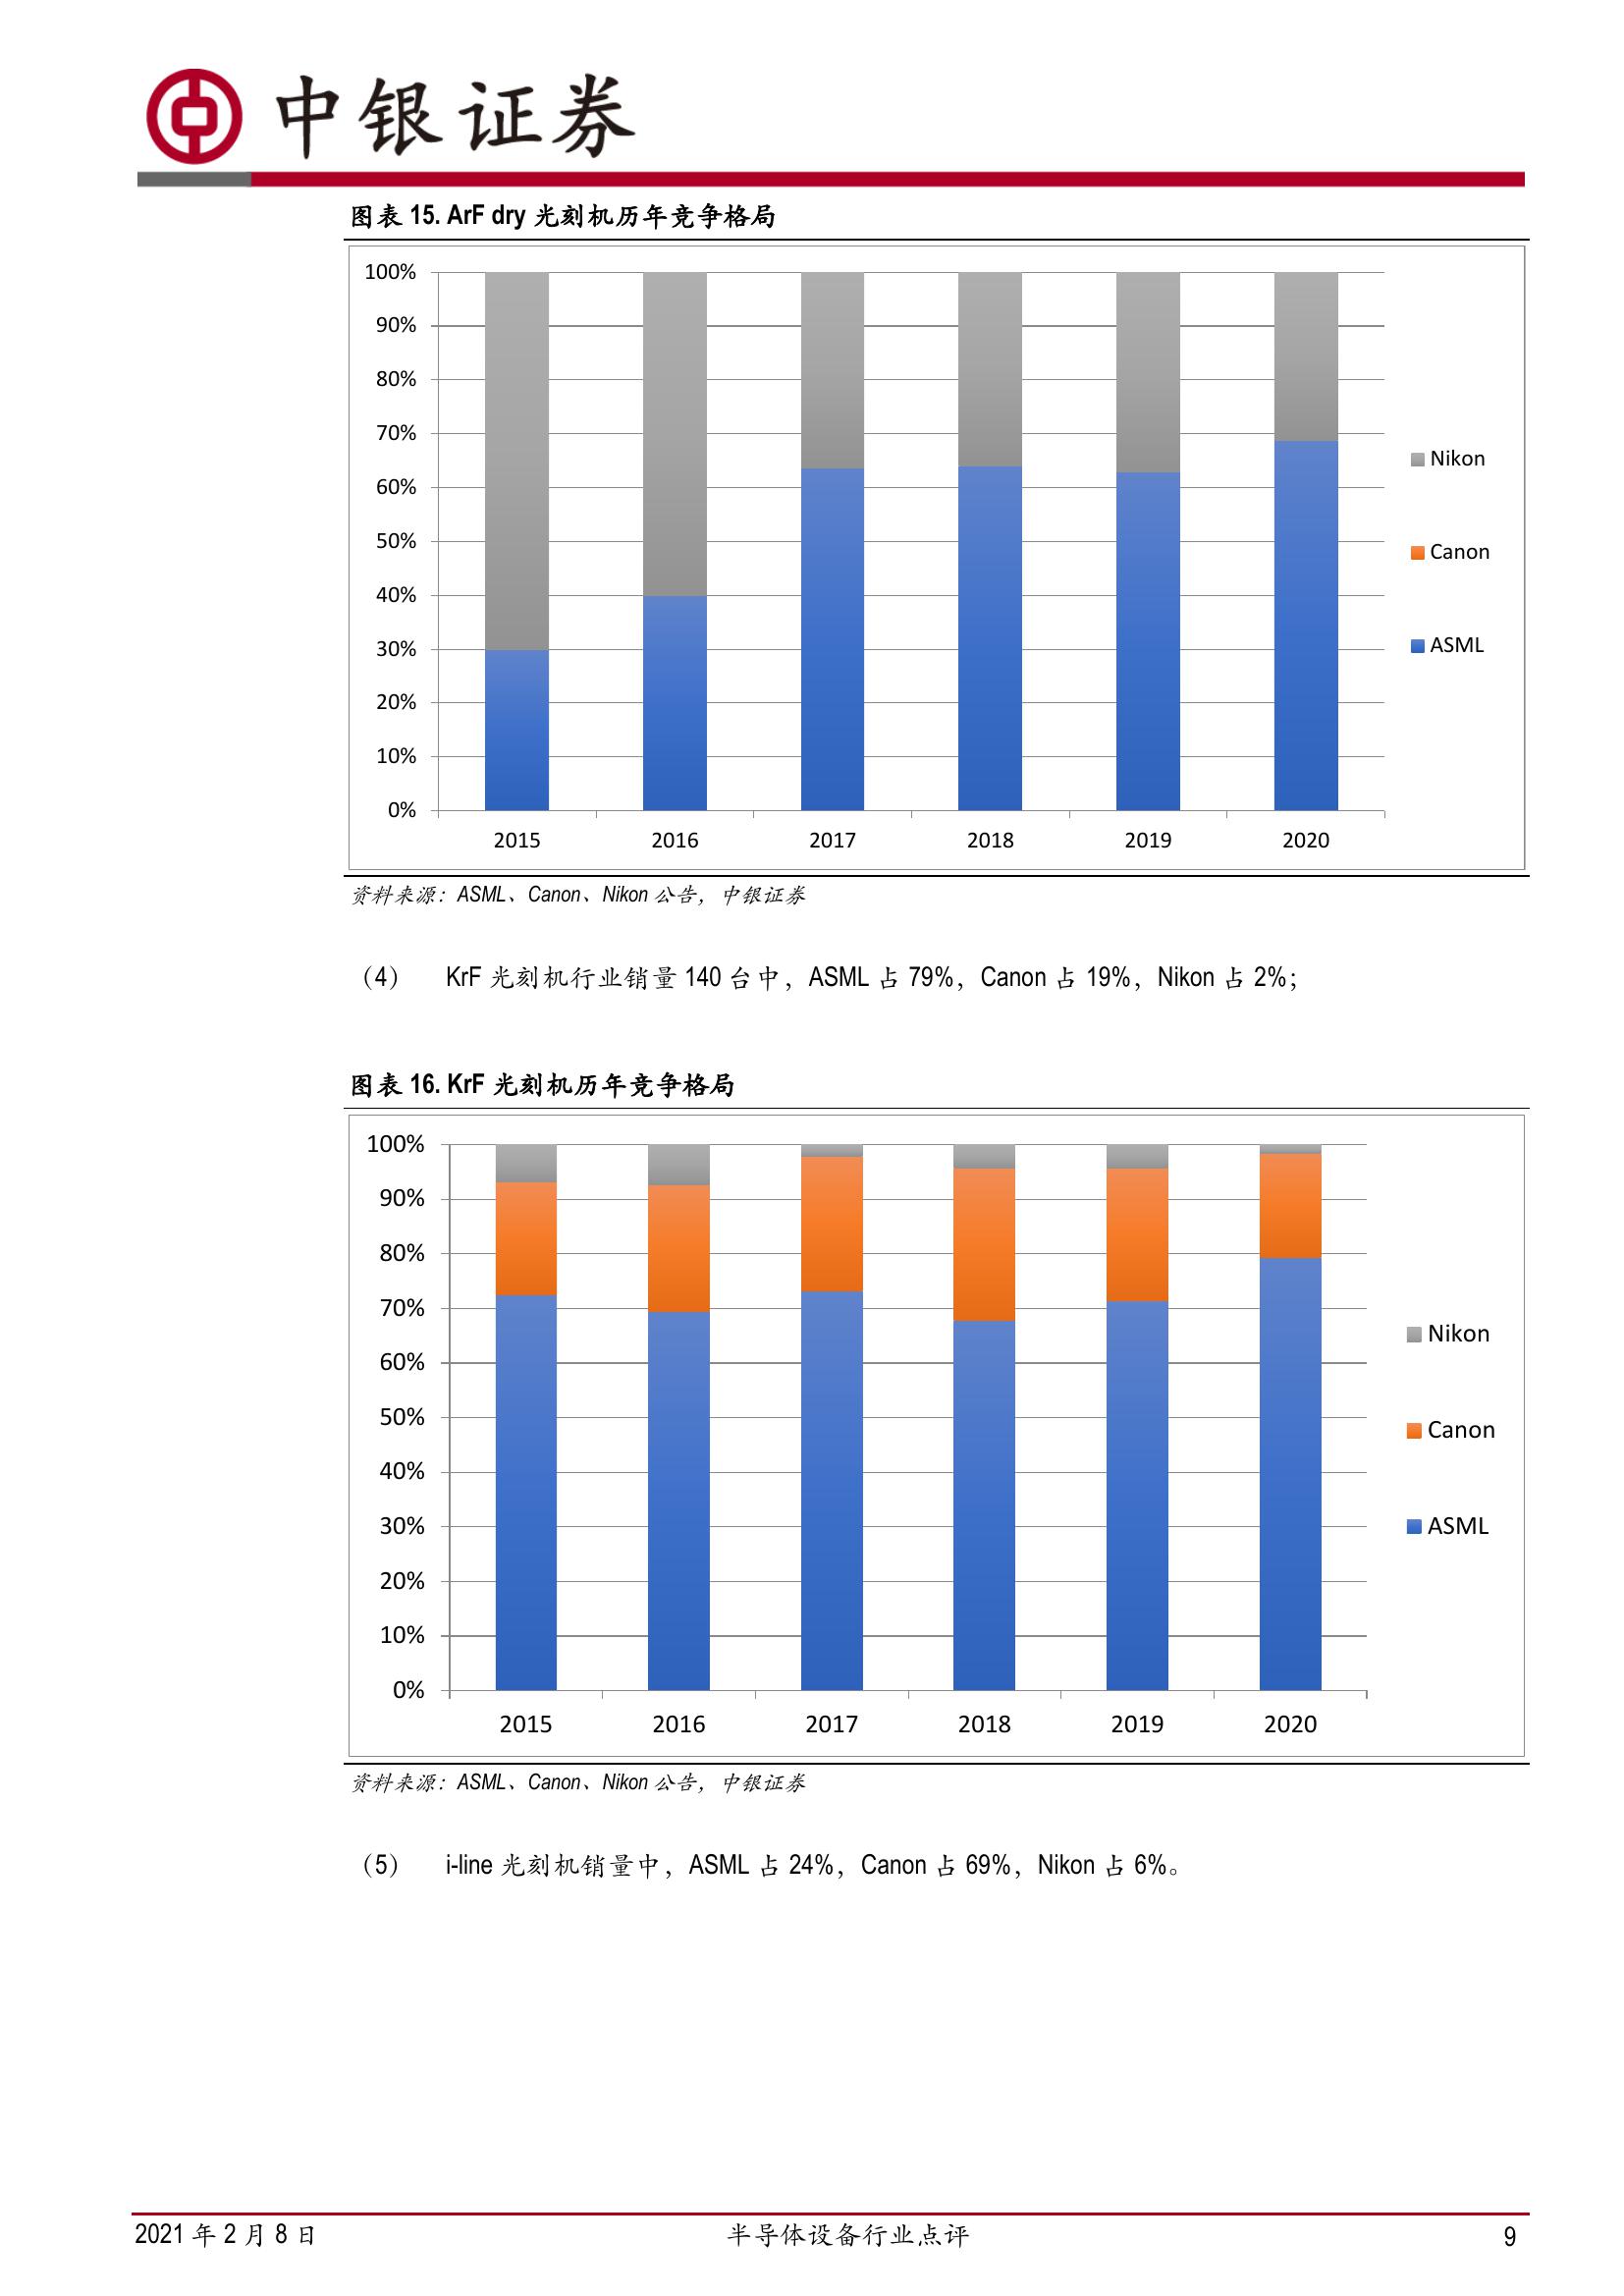 中银证券
图表 15. ArF dry 光刻机历年竞争格局
100%
90%
80%
70%
60%
50%
40%
30%
20%
10%
0%
2015 2016 2017 2018 2019 2020
Nikon
Canon
ASML
资料来源：ASML、Canon、Nikon 公告，中银证券
（4） KrF 光刻机行业销量 140 台中，ASML 占 79%，Canon 占 19%，Nikon 占 2%；
图表 16. KrF 光刻机历年竞争格局
100%
90%
80%
70%
60%
50%
40%
30%
20%
10%
0%
2015 2016 2017 2018 2019 2020
Nikon
Canon
ASML
资料来源：ASML、Canon、Nikon 公告，中银证券
（5） i-line 光刻机销量中，ASML 占 24%，Canon 占 69%，Nikon 占 6%。
2021 年 2 月 8 日 半导体设备行业点评 9